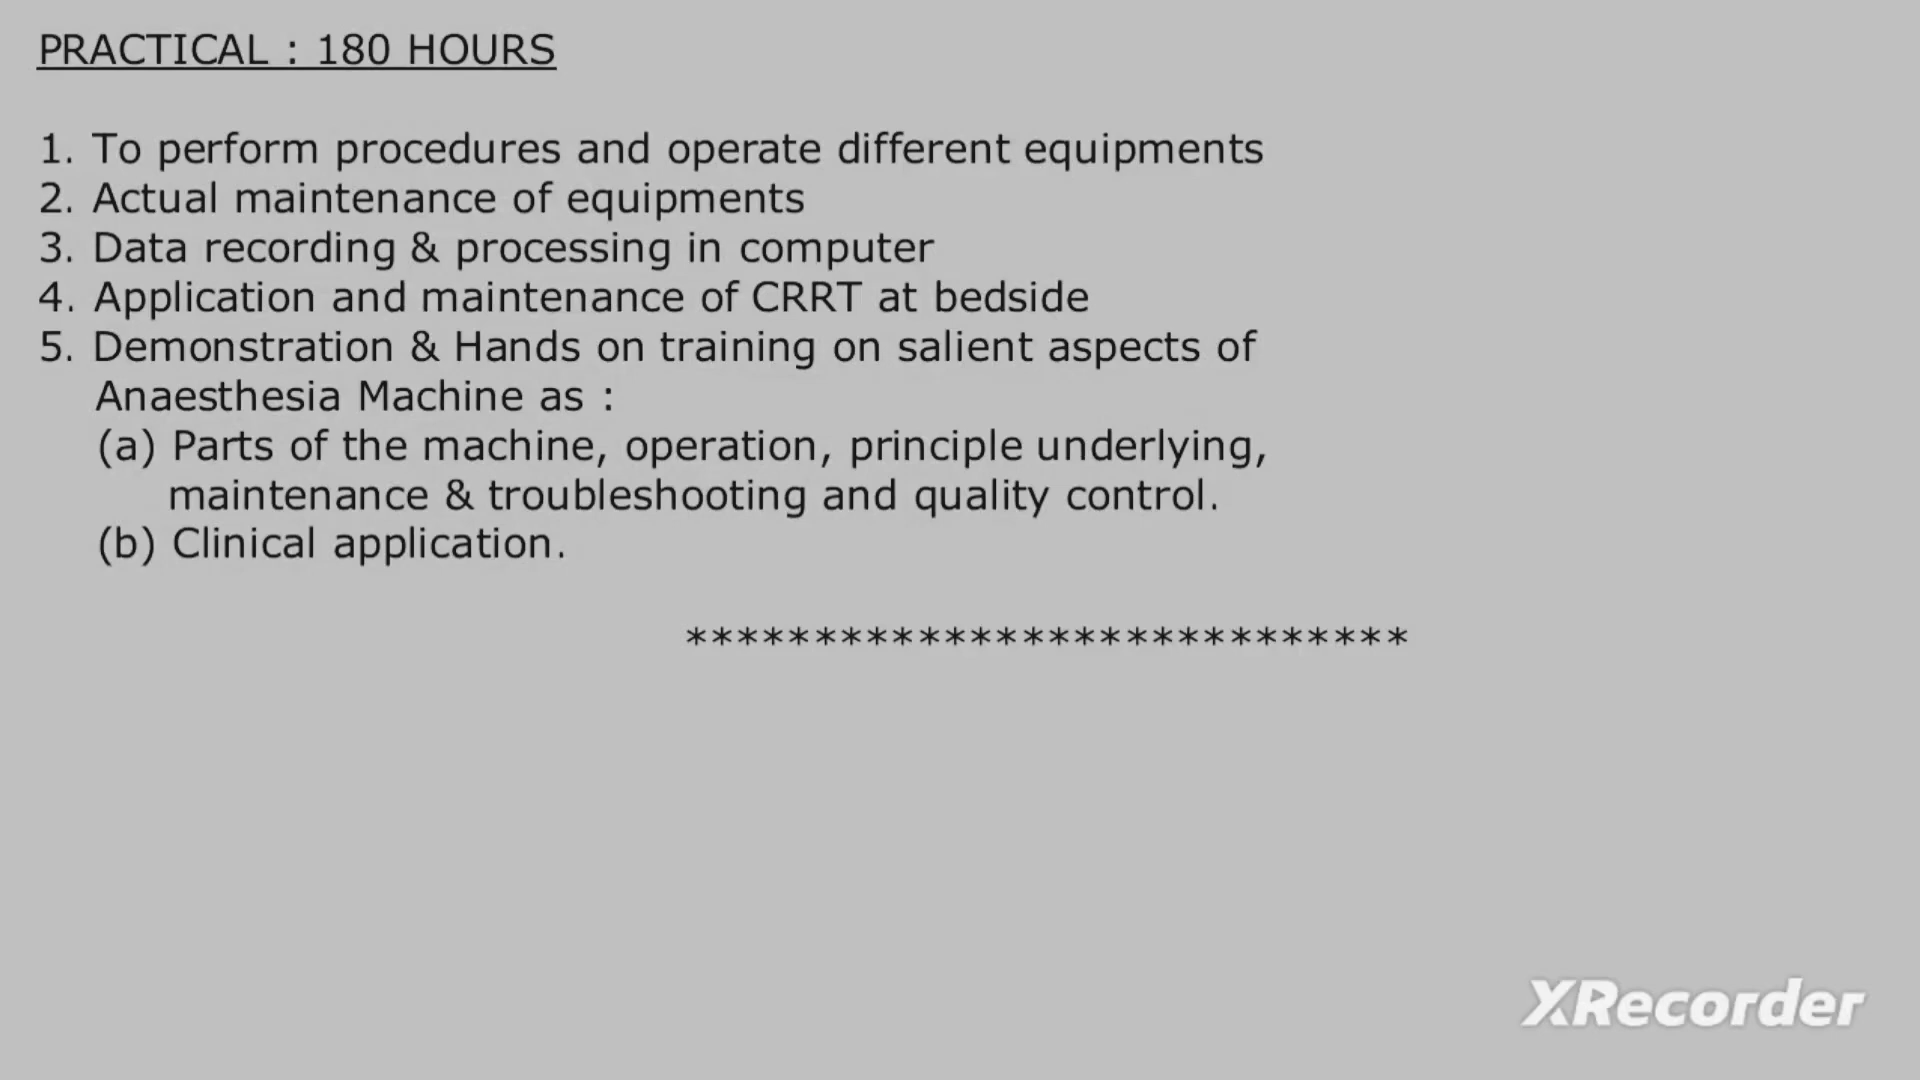 PRACTICAL : 180 HOURS
1. To perform procedures and operate different equipments
2. Actual maintenance of equipments
3. Data recording & processing in computer
4. Application and maintenance of CRRT at bedside
5. Demonstration & Hands on training on salient aspects of
Anaesthesia Machine as :
(a) Parts of the machine, operation, principle underlying,
maintenance & troubleshooting and quality control.
(b) Clinical application.
****************************
XRecorder